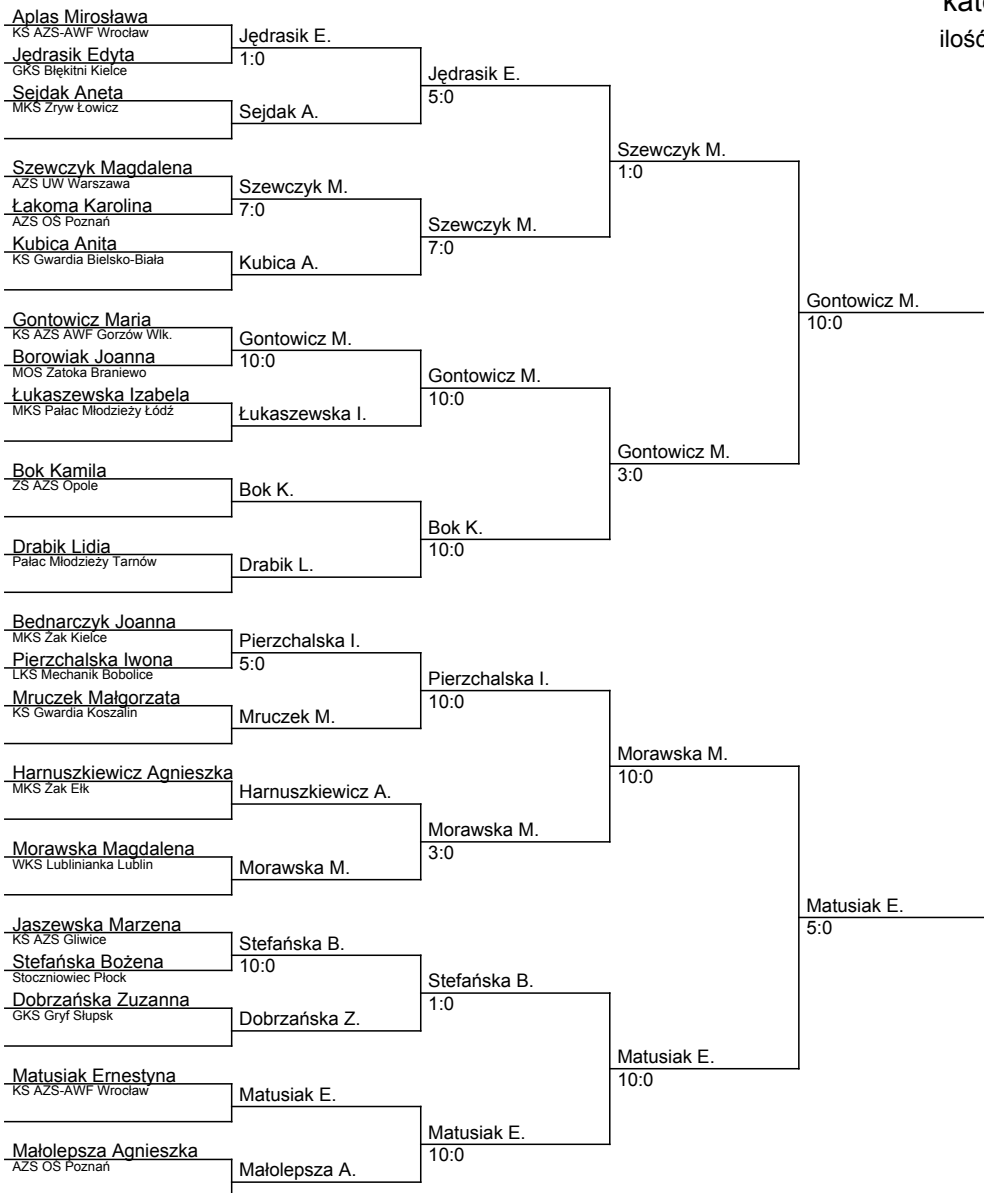 kat
ilość
Aplas Mirosława
KS AZS-AWF Wrocław
Jędrasik Edyta
GKS Błękitni Kielce
Sejdak Aneta
MKS Zryw Łowicz
Szewczyk Magdalena
AZS UW Warszawa
Łakoma Karolina
AZS OŚ Poznań
Kubica Anita
KS Gwardia Bielsko-Biała
Gontowicz Maria
KS AZS AWF Gorzów Wlk.
Borowiak Joanna
MOS Zatoka Braniewo
Łukaszewska Izabela
MKS Pałac Młodzieży Łódź
Bok Kamila
ZS AZS Opole
Drabik Lidia
Pałac Młodzieży Tarnów
Bednarczyk Joanna
MKS Żak Kielce
Pierzchalska Iwona
LKS Mechanik Bobolice
Mruczek Małgorzata
KS Gwardia Koszalin
Harnuszkiewicz Agnieszka
MKS Żak Ełk
Morawska Magdalena
WKS Lublinianka Lublin
Jaszewska Marzena
KS AZS Gliwice
Stefańska Bożena
Stoczniowiec Płock
Dobrzańska Zuzanna
GKS Gryf Słupsk
Matusiak Ernestyna
KS AZS-AWF Wrocław
Małolepsza Agnieszka
AZS OŚ Poznań
Jędrasik E.
1:0
Sejdak A.
Szewczyk M.
7:0
Kubica A.
Gontowicz M.
10:0
Łukaszewska I.
Bok K.
Drabik L.
Pierzchalska I.
5:0
Mruczek M.
Harnuszkiewicz A.
Morawska M.
Stefańska B.
10:0
Dobrzańska Z.
Matusiak E.
Małolepsza A.
Jędrasik E.
5:0
Szewczyk M.
7:0
Gontowicz M.
10:0
Bok K.
10:0
Pierzchalska I.
10:0
Morawska M.
3:0
Stefańska B.
1:0
Matusiak E.
10:0
Szewczyk M.
1:0
Gontowicz M.
3:0
Morawska M.
10:0
Matusiak E.
10:0
Gontowicz M.
10:0
Matusiak E.
5:0